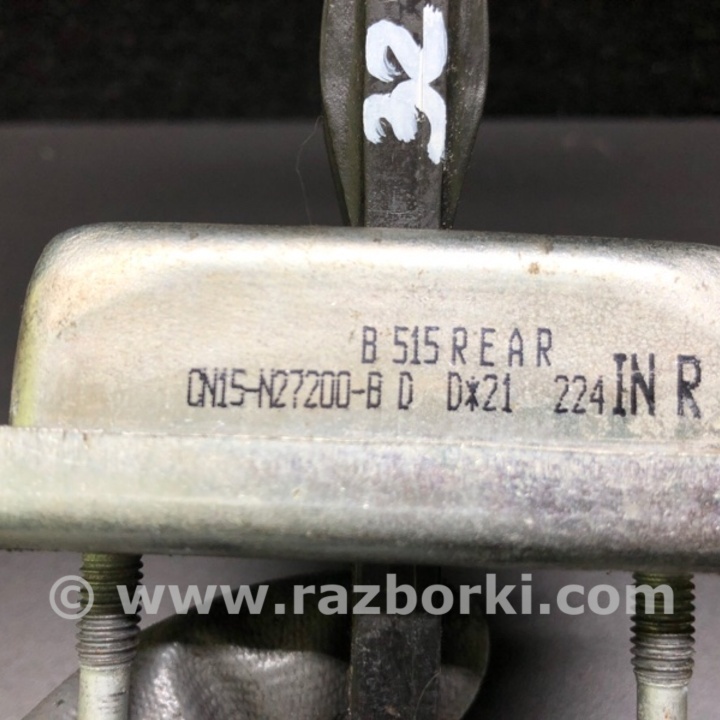 32
B 515 REAR
CN15-N27200-B D D*21 224 IN R
© www.razborki.com